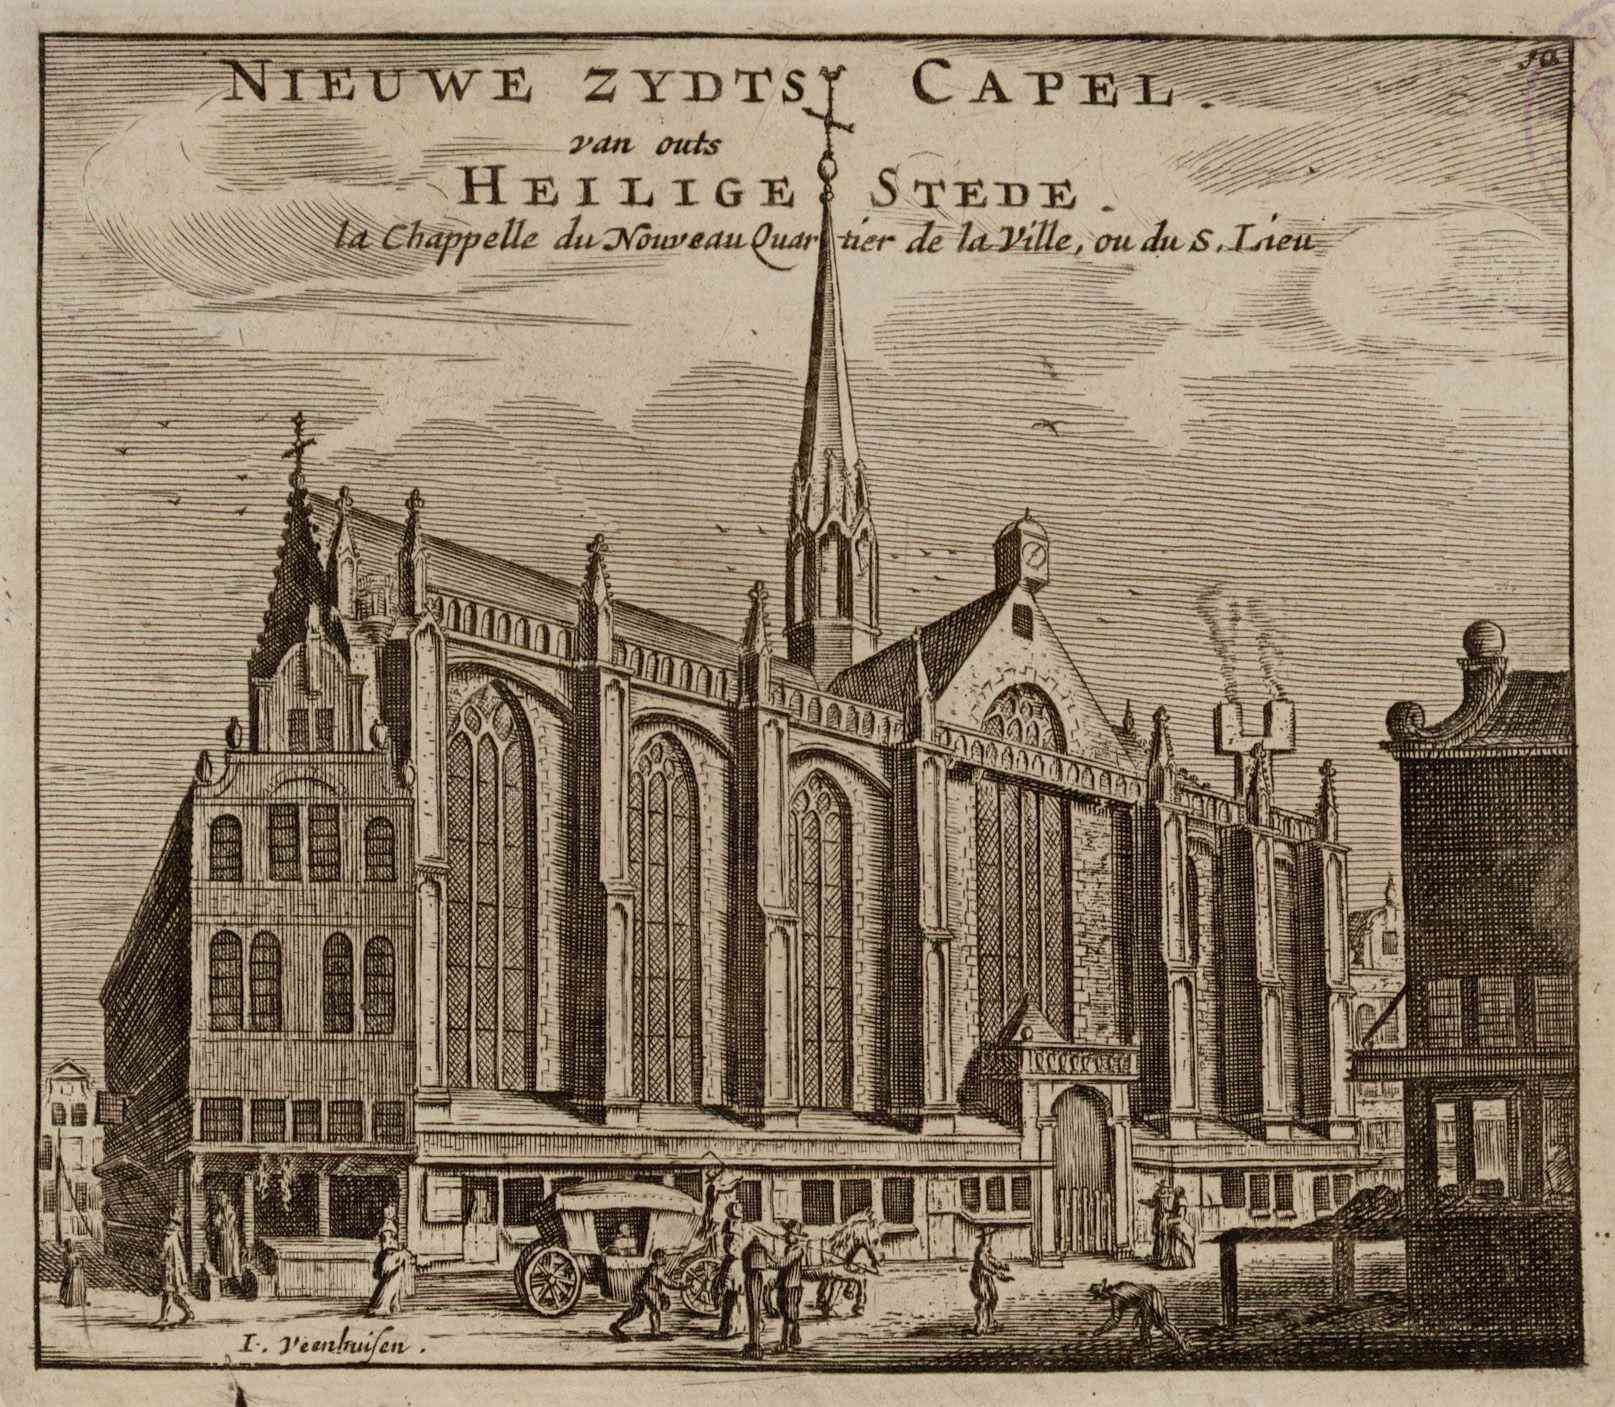 50
NIEUWE ZYDTS CAPEL.
van outs
HEILIGE STEDE.
la Chappelle du Nouveau Quartier de la Ville, ou du S. Lieu
I. Veenhuisen.